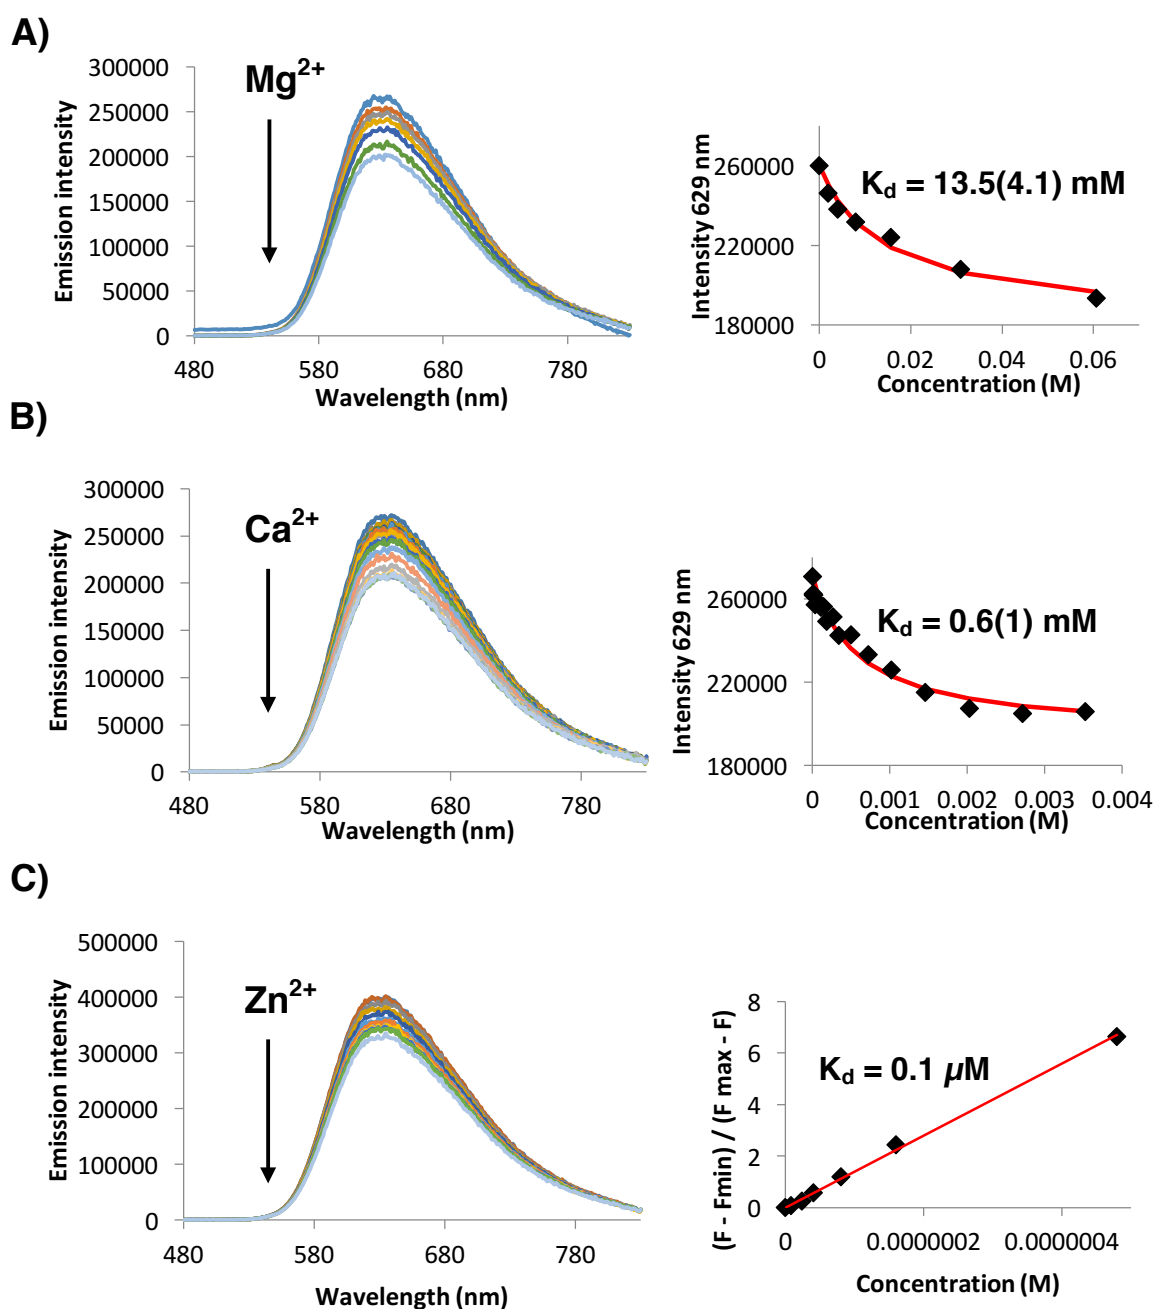 A)
Mg2+
Emission intensity
300000
250000
200000
150000
100000
50000
0
480
580
680
780
Wavelength (nm)
Kd = 13.5(4.1) mM
Intensity 629 nm
260000
220000
180000
0
0.02
0.04
0.06
Concentration (M)
B)
Ca2+
Emission intensity
300000
250000
200000
150000
100000
50000
0
480
580
680
780
Wavelength (nm)
Kd = 0.6(1) mM
Intensity 629 nm
260000
220000
180000
0
0.001
0.002
0.003
0.004
Concentration (M)
C)
Zn2+
Emission intensity
500000
400000
300000
200000
100000
0
480
580
680
780
Wavelength (nm)
Kd = 0.1 µM
(F - Fmin) / (F max - F)
8
6
4
2
0
0
0.0000002
0.0000004
Concentration (M)